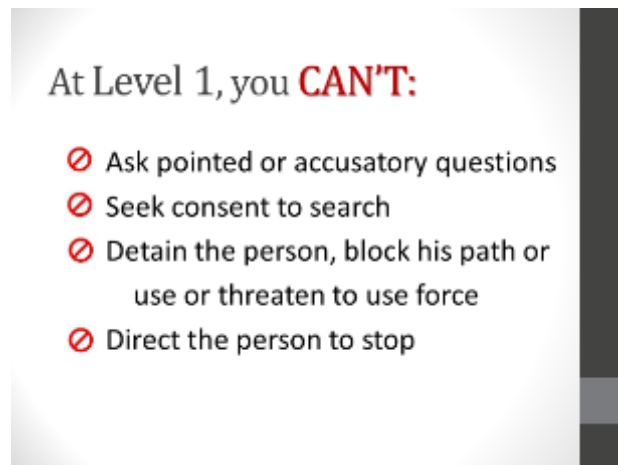 At Level 1, you CAN'T:
Ask pointed or accusatory questions
Seek consent to search
Detain the person, block his path or
use or threaten to use force
Direct the person to stop